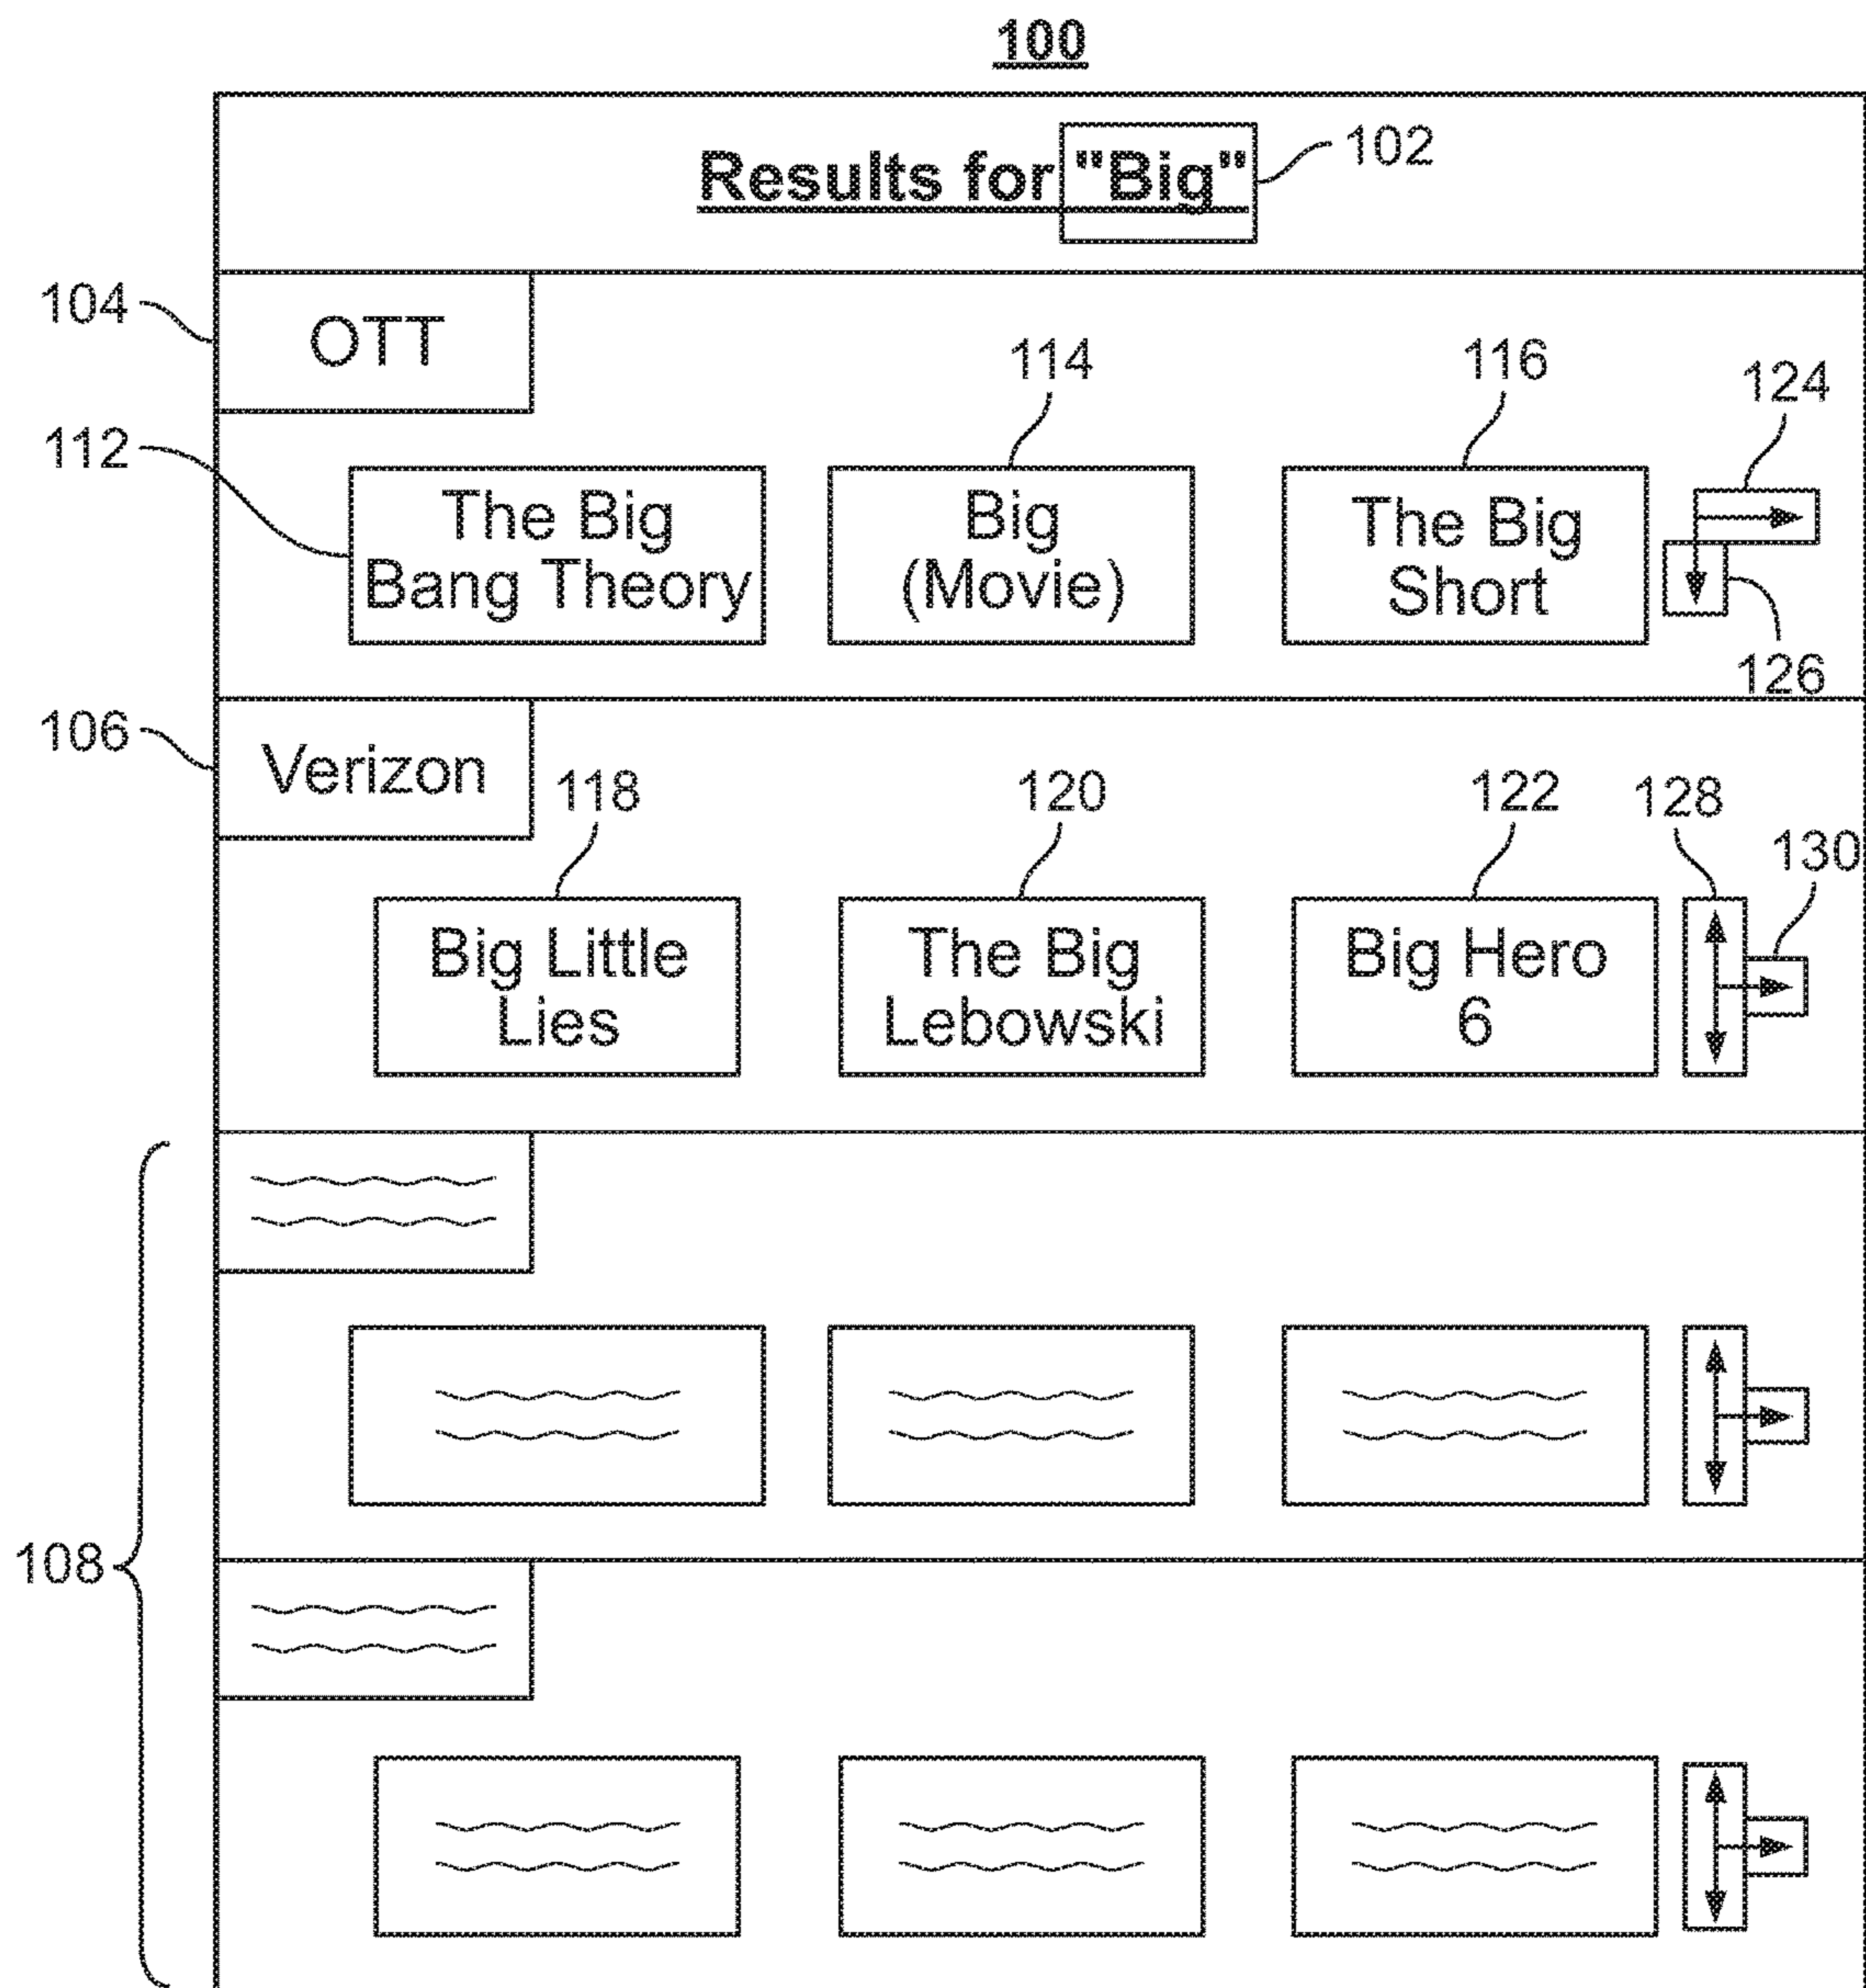 100
Results for "Big"
102
104
OTT
114
116
124
112
The Big
Bang Theory
Big
(Movie)
The Big
Short
126
106
Verizon
118
120
122
128
130
Big Little
Lies
The Big
Lebowski
Big Hero
6
108